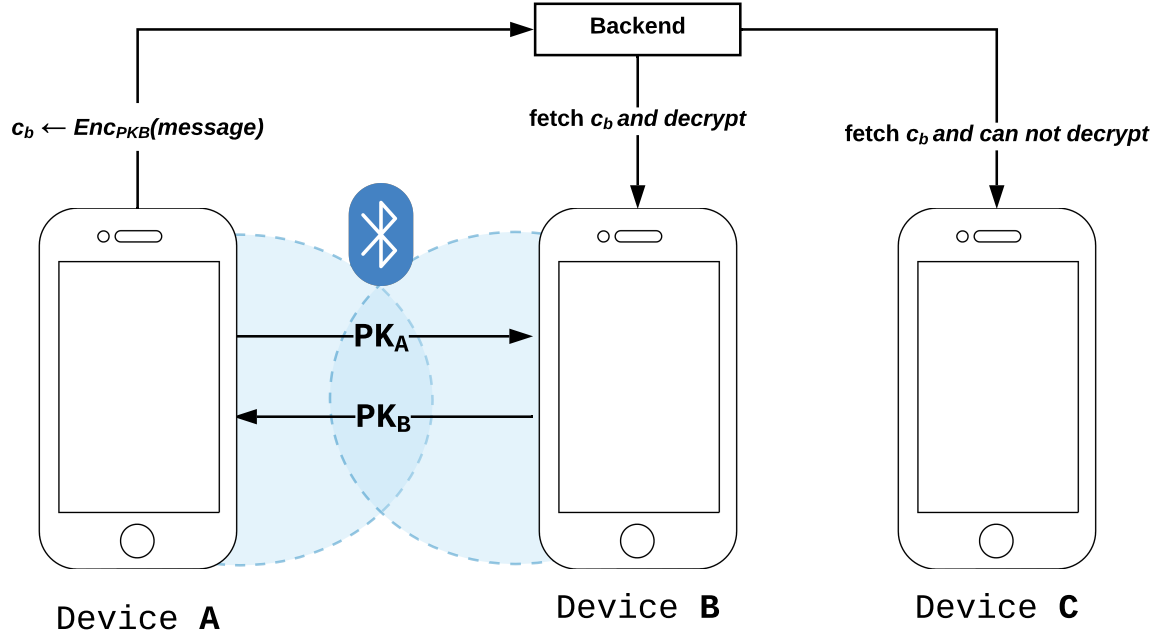 Backend
c_b ← Enc_PKB(message)
fetch c_b and decrypt
fetch c_b and can not decrypt
PK_A
PK_B
Device A
Device B
Device C